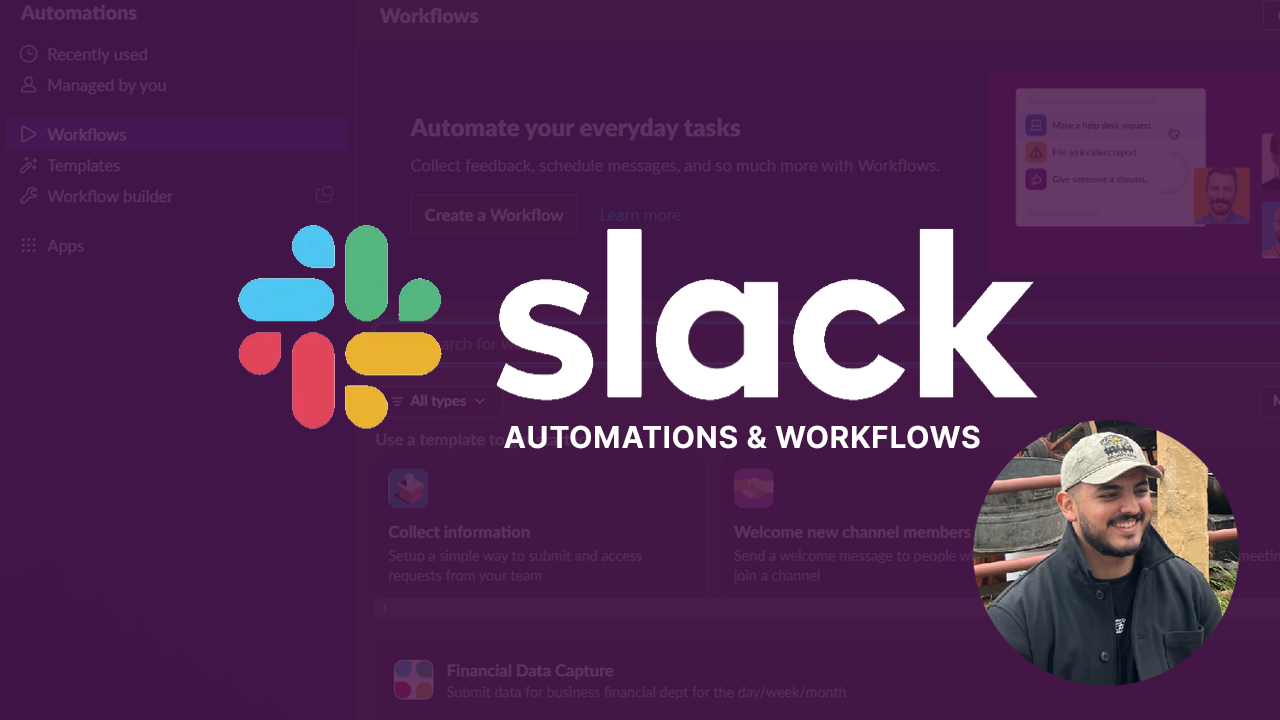 Automations
Recently used
Managed by you
Workflows
Templates
Workflow builder
Apps
Workflows
Automate your everyday tasks
Collect feedback, schedule messages, and so much more with Workflows.
Create a Workflow
Learn more
Make a help desk request
File an incident report
Give someone a shoutou
slack
AUTOMATIONS & WORKFLOWS
All types
Use a template to
Collect information
Setup a simple way to submit and access
requests from your team
Welcome new channel members
Send a welcome message to people w
join a channel
Financial Data Capture
Submit data for business financial dept for the day/week/month